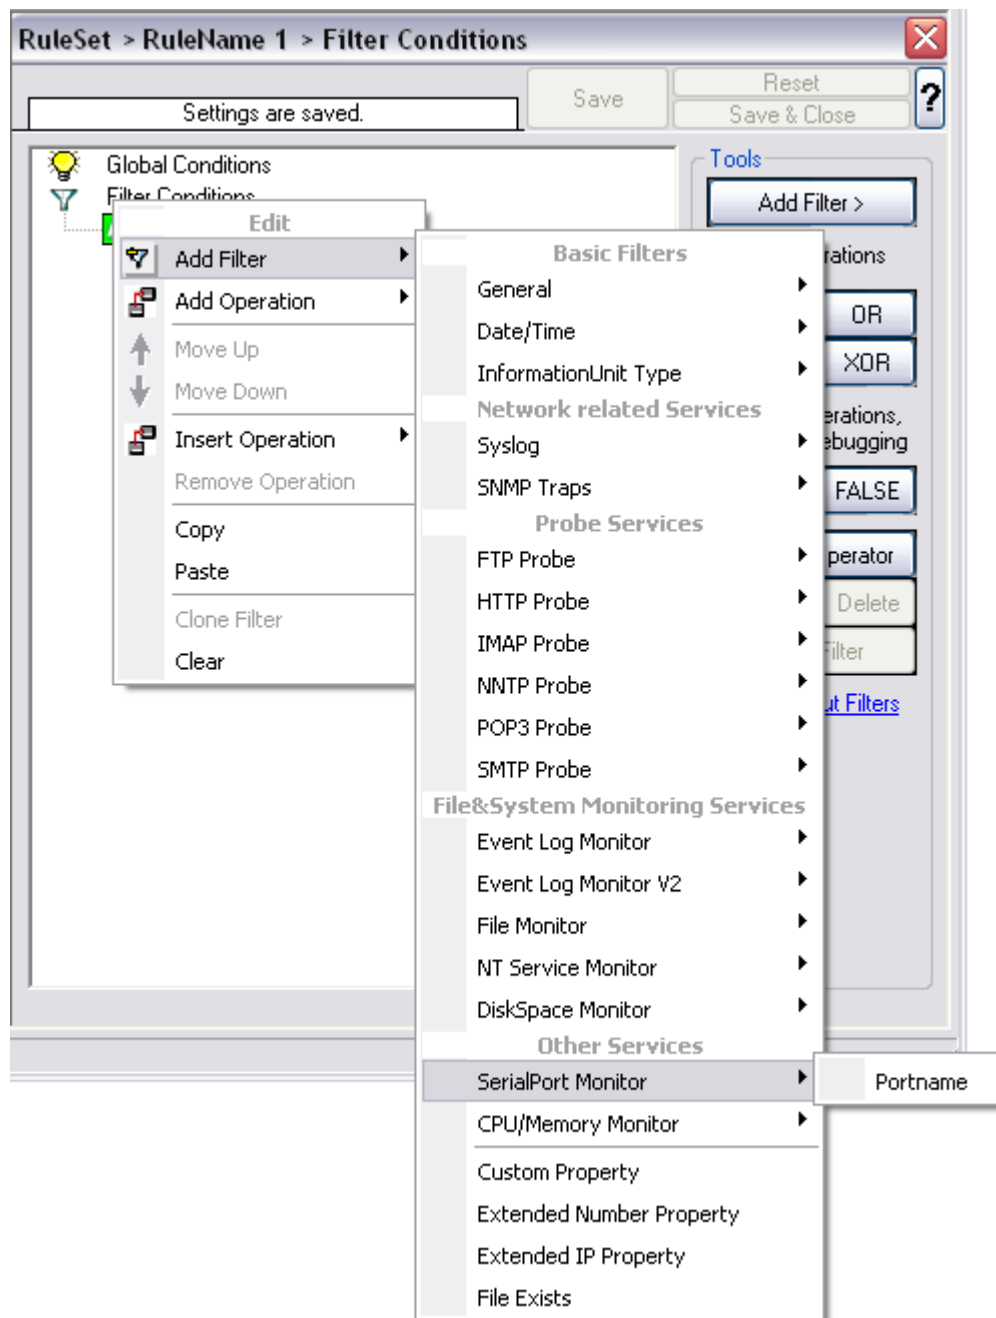 RuleSet > RuleName 1 > Filter Conditions
Settings are saved.
Save
Reset
Save & Close
?
Global Conditions
Filter Conditions
Tools
Add Filter >
rations
OR
XOR
erations,
ebugging
FALSE
perator
Delete
Filter
ut Filters
Edit
Add Filter
Add Operation
Move Up
Move Down
Insert Operation
Remove Operation
Copy
Paste
Clone Filter
Clear
Basic Filters
General
Date/Time
InformationUnit Type
Network related Services
Syslog
SNMP Traps
Probe Services
FTP Probe
HTTP Probe
IMAP Probe
NNTP Probe
POP3 Probe
SMTP Probe
File&System Monitoring Services
Event Log Monitor
Event Log Monitor V2
File Monitor
NT Service Monitor
DiskSpace Monitor
Other Services
SerialPort Monitor
CPU/Memory Monitor
Custom Property
Extended Number Property
Extended IP Property
File Exists
Portname